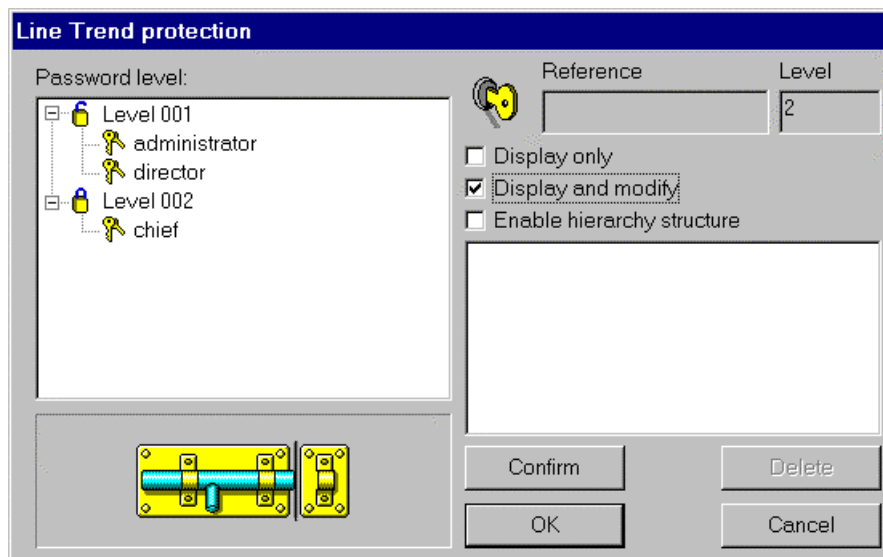 Line Trend protection
Password level:
Level 001
administrator
director
Level 002
chief
Reference
Level
2
Display only
Display and modify
Enable hierarchy structure
Confirm
Delete
OK
Cancel